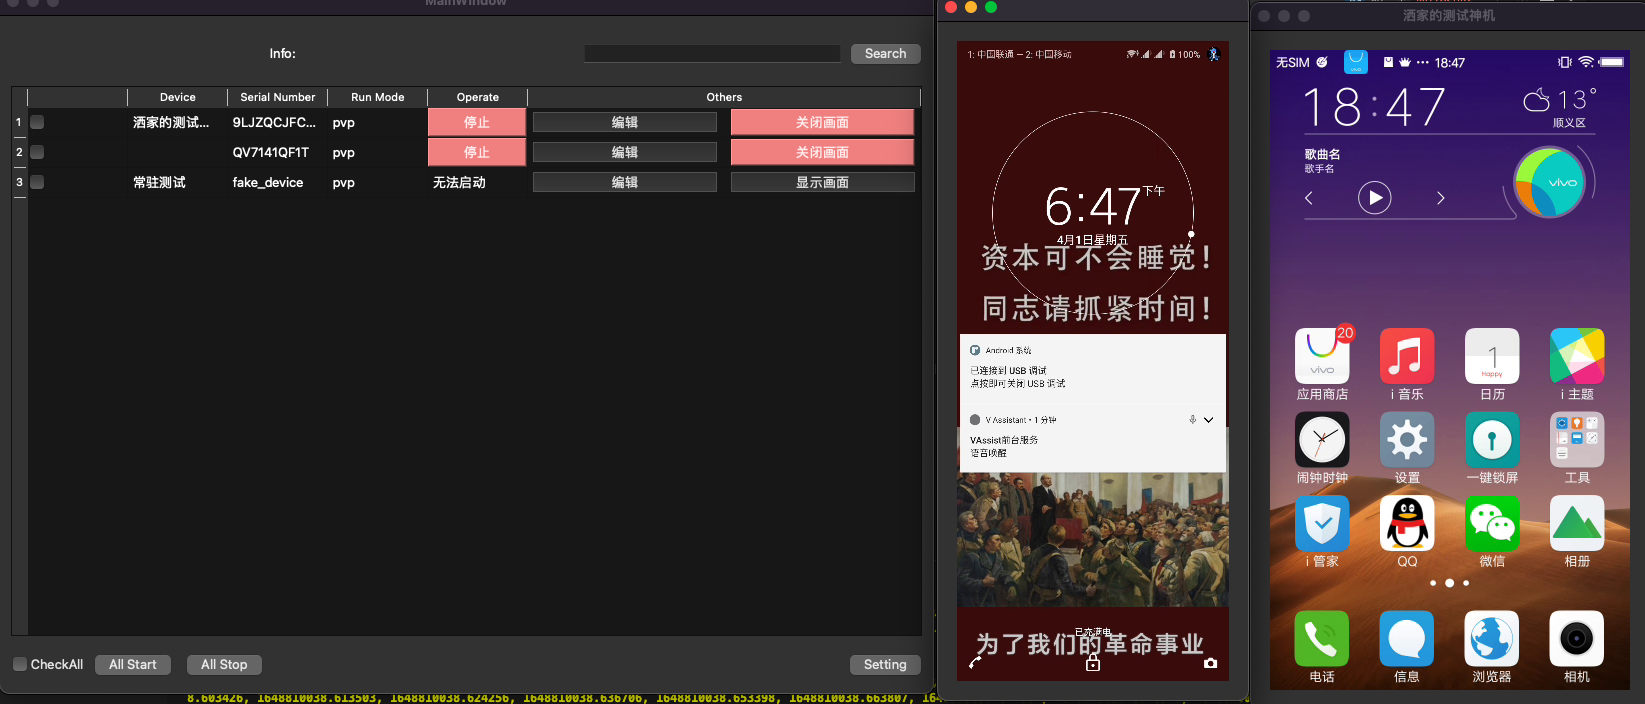 MainWindow
Info:
Search
Device Serial Number Run Mode Operate Others
1 洒家的测试... 9LJZQCJFC... pvp 停止 编辑 关闭画面
2 QV7141QF1T pvp 停止 编辑 关闭画面
3 常驻测试 fake_device pvp 无法启动 编辑 显示画面
CheckAll All Start All Stop Setting
8.603426, 1648810038.613503, 1648810038.624256, 1648810038.636706, 1648810038.653398, 1648810038.663807, 164
1: 中国联通 — 2: 中国移动 100%
6:47 下午
4月1日星期五
资本可不会睡觉！
同志请抓紧时间！
Android 系统
已连接到 USB 调试
点按即可关闭 USB 调试
V Assistant • 1 分钟
VAssist前台服务
语音唤醒
已充满电
为了我们的革命事业
洒家的测试神机
无SIM vivo ··· 18:47
18:47 13°
顺义区
歌曲名
歌手名
vivo
20
vivo 1 Happy
应用商店 i 音乐 日历 i 主题
闹钟时钟 设置 一键锁屏 工具
i 管家 QQ 微信 相册
电话 信息 浏览器 相机